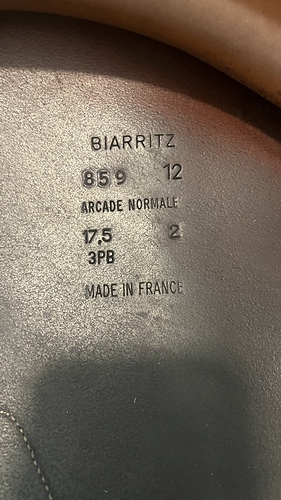 BIARRITZ
859 12
ARCADE NORMALE
17,5 2
3PB
MADE IN FRANCE